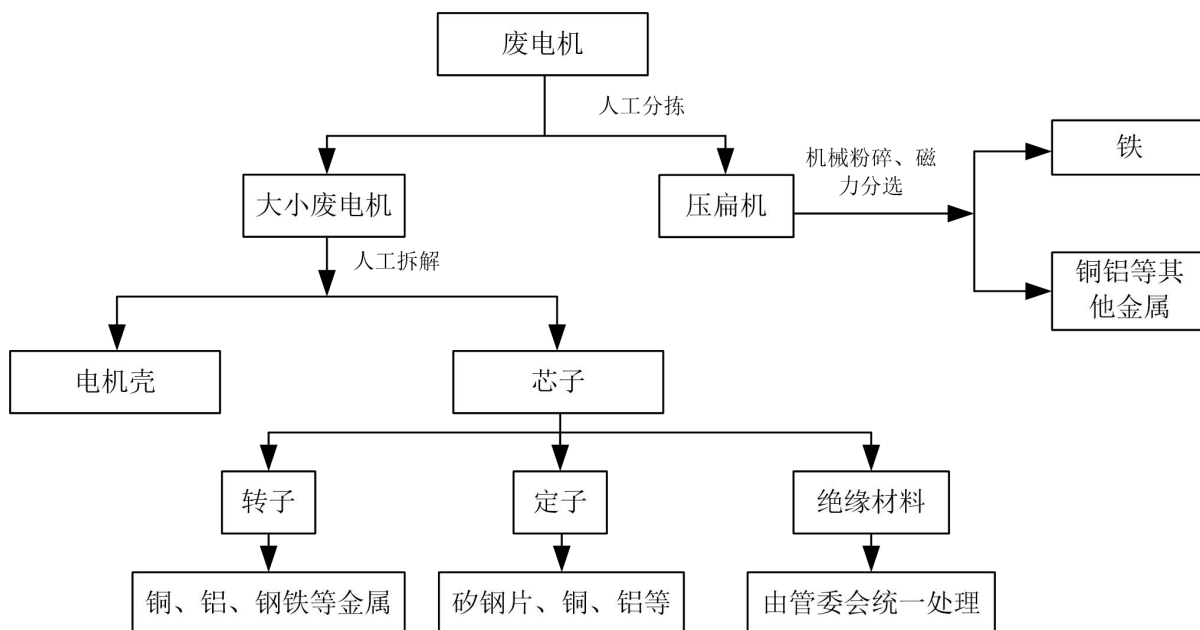 废电机
人工分拣
大小废电机
压扁机
机械粉碎、磁
力分选
铁
铜铝等其
他金属
人工拆解
电机壳
芯子
转子
定子
绝缘材料
铜、铝、钢铁等金属
矽钢片、铜、铝等
由管委会统一处理